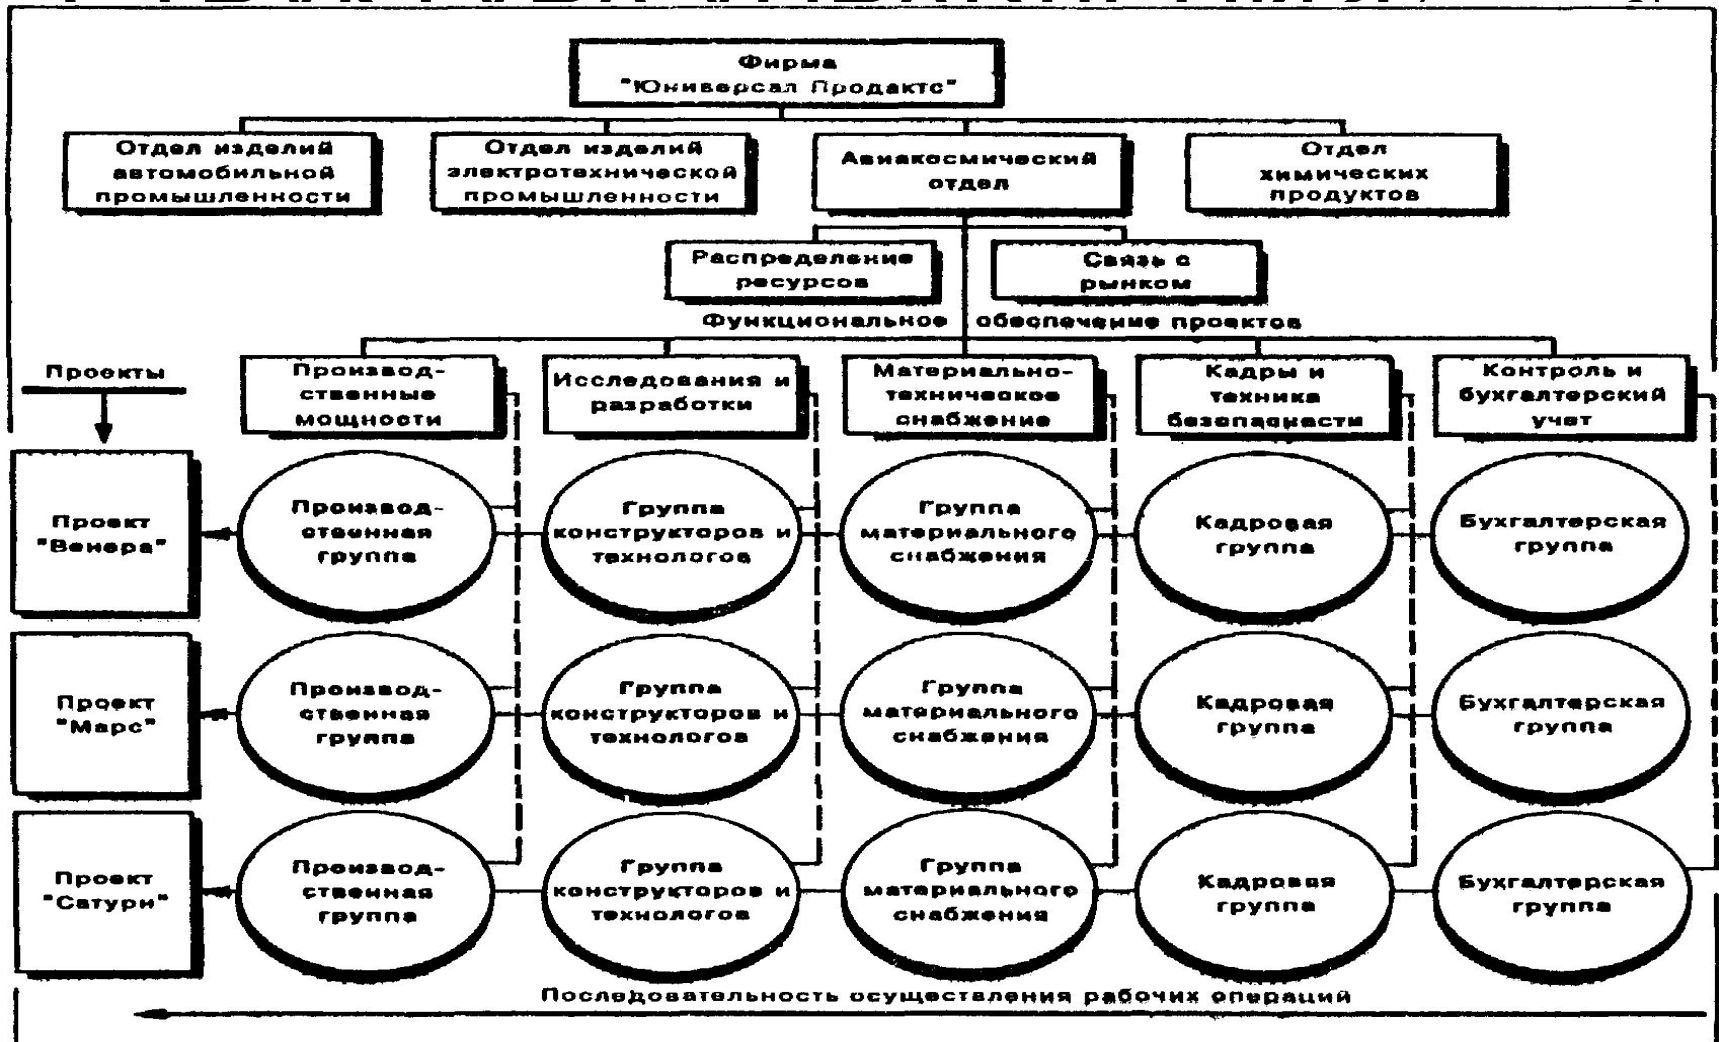 Фирма
"Юниверсал Продактс"
Отдел изделий
автомобильной
промышленности
Отдел изделий
электротехнической
промышленности
Авиакосмический
отдел
Отдел
химических
продуктов
Распределение
ресурсов
Связь с
рынком
Функциональное обеспечение проектов
Проекты
Производ-
ственные
мощности
Исследования и
разработки
Материально-
техническое
снабжение
Кадры и
техника
безопасности
Контроль и
бухгалтерский
учет
Проект
"Венера"
Производ-
ственная
группа
Группа
конструкторов и
технологов
Группа
материального
снабжения
Кадровая
группа
Бухгалтерская
группа
Проект
"Марс"
Производ-
ственная
группа
Группа
конструкторов и
технологов
Группа
материального
снабжения
Кадровая
группа
Бухгалтерская
группа
Проект
"Сатурн"
Производ-
ственная
группа
Группа
конструкторов и
технологов
Группа
материального
снабжения
Кадровая
группа
Бухгалтерская
группа
Последовательность осуществления рабочих операций